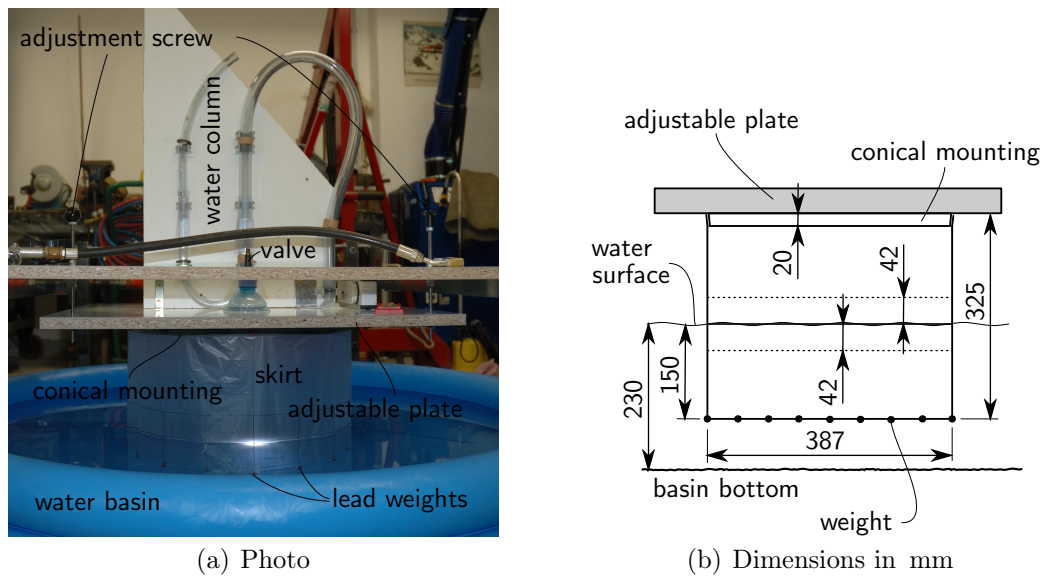 adjustment screw
water column
valve
conical mounting
skirt
adjustable plate
water basin
lead weights
(a) Photo
adjustable plate
conical mounting
water
surface
20
42
325
230
150
42
387
basin bottom
weight
(b) Dimensions in mm